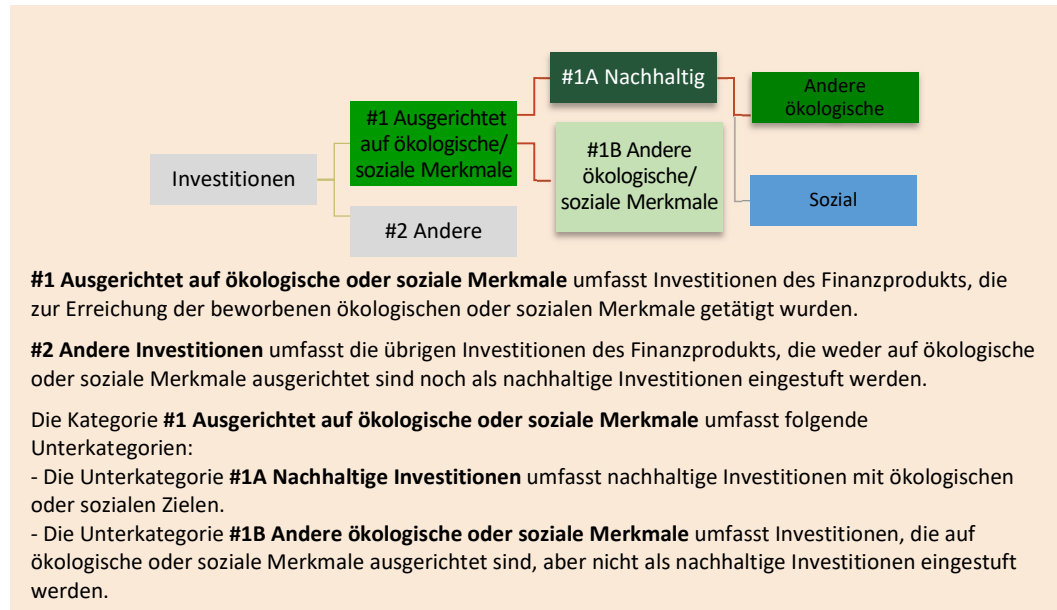 #1A Nachhaltig
Andere
ökologische
#1 Ausgerichtet
auf ökologische/
soziale Merkmale
#1B Andere
ökologische/
soziale Merkmale
Investitionen
Sozial
#2 Andere
#1 Ausgerichtet auf ökologische oder soziale Merkmale umfasst Investitionen des Finanzprodukts, die
zur Erreichung der beworbenen ökologischen oder sozialen Merkmale getätigt wurden.
#2 Andere Investitionen umfasst die übrigen Investitionen des Finanzprodukts, die weder auf ökologische
oder soziale Merkmale ausgerichtet sind noch als nachhaltige Investitionen eingestuft werden.
Die Kategorie #1 Ausgerichtet auf ökologische oder soziale Merkmale umfasst folgende
Unterkategorien:
- Die Unterkategorie #1A Nachhaltige Investitionen umfasst nachhaltige Investitionen mit ökologischen
oder sozialen Zielen.
- Die Unterkategorie #1B Andere ökologische oder soziale Merkmale umfasst Investitionen, die auf
ökologische oder soziale Merkmale ausgerichtet sind, aber nicht als nachhaltige Investitionen eingestuft
werden.